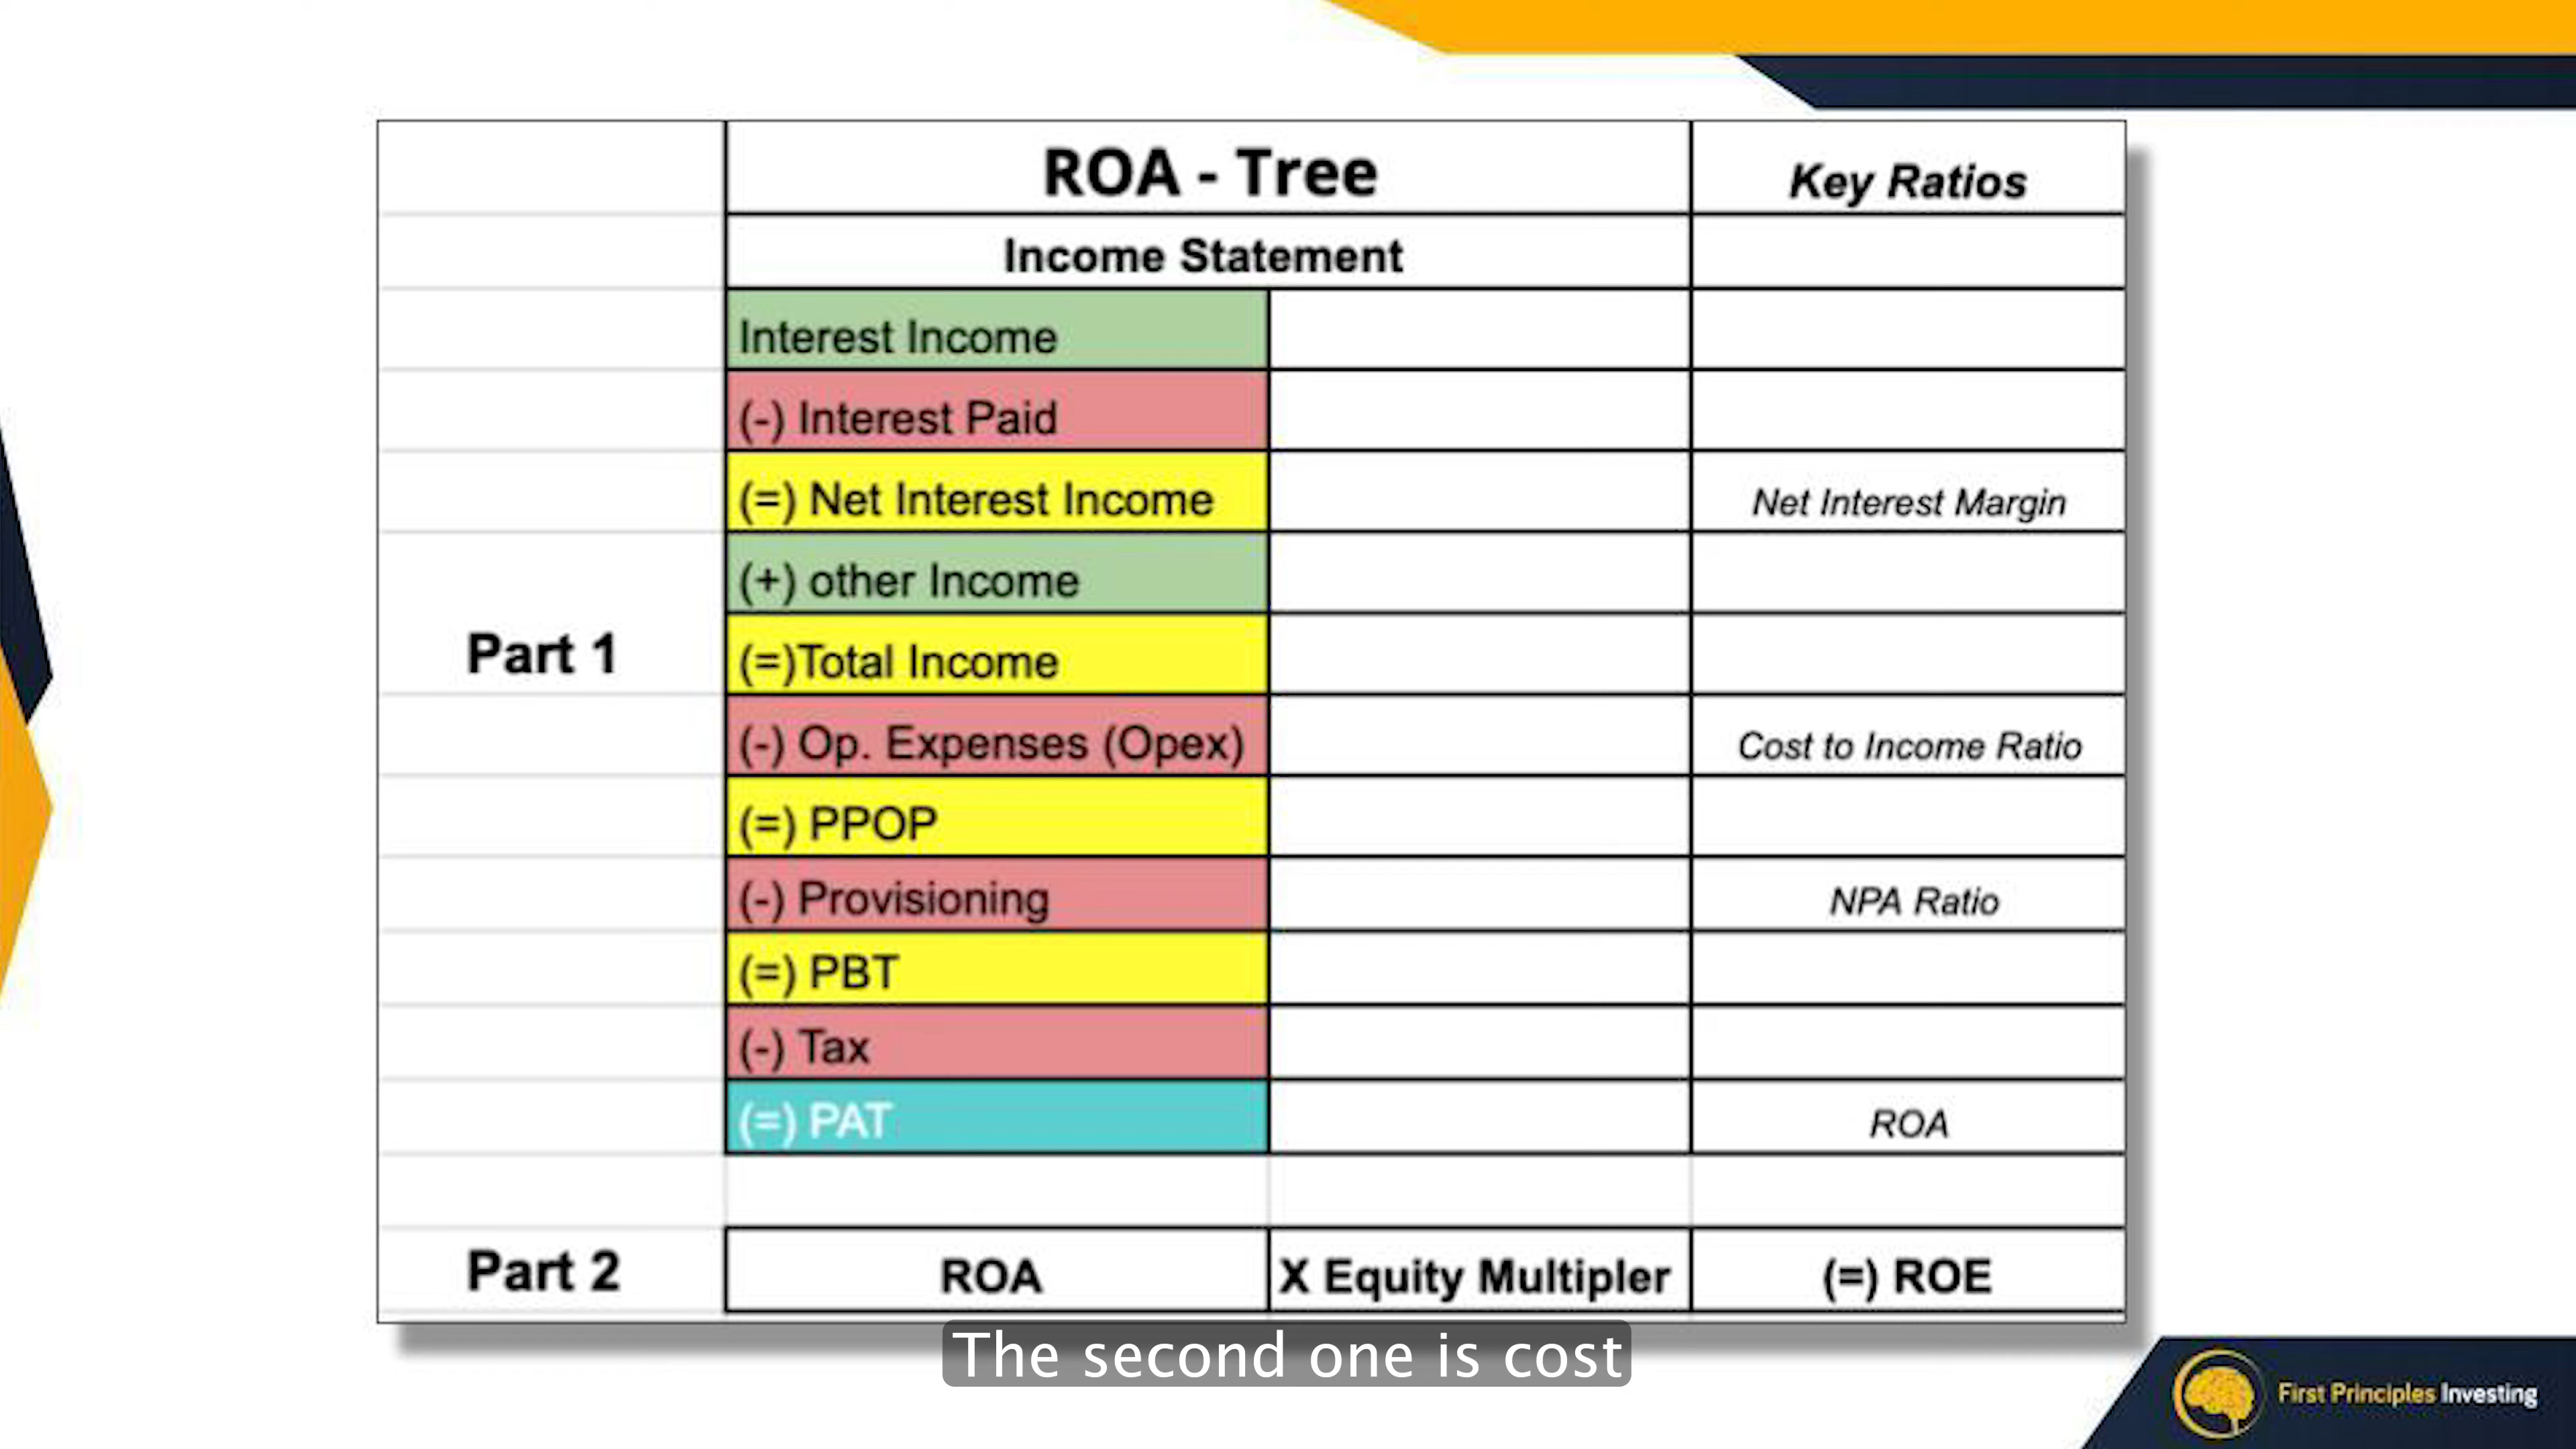 ROA - Tree
Key Ratios
Income Statement
Interest Income
(-) Interest Paid
(=) Net Interest Income
Net Interest Margin
(+) other Income
Part 1
(=)Total Income
(-) Op. Expenses (Opex)
Cost to Income Ratio
(=) PPOP
(-) Provisioning
NPA Ratio
(=) PBT
(-) Tax
(=) PAT
ROA
Part 2
ROA
X Equity Multipler
(=) ROE
The second one is cost
First Principles Investing